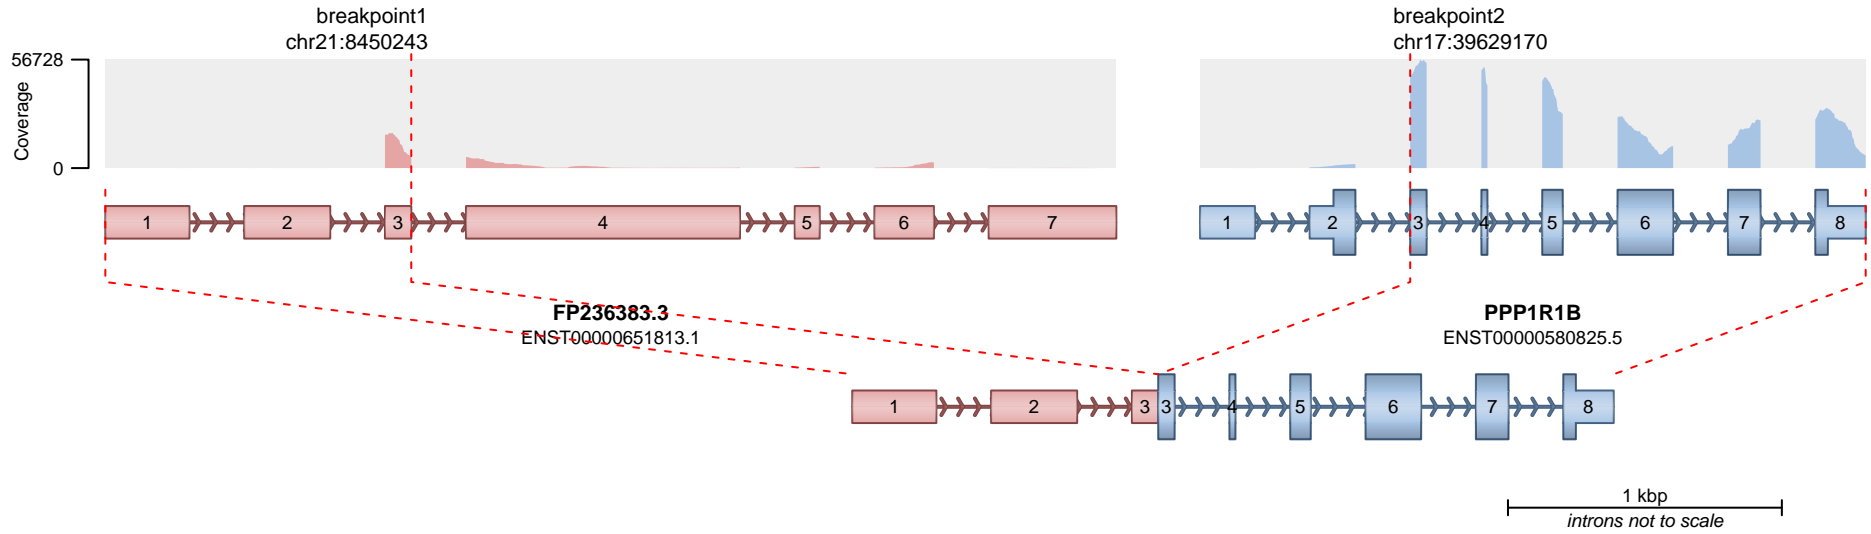 breakpoint1
chr21:8450243
breakpoint2
chr17:39629170
56728
Coverage
0
1 2 3 4 5 6 7
1 2 3 4 5 6 7 8
FP236383.3
ENST00000651813.1
PPP1R1B
ENST00000580825.5
1 2 3 3 4 5 6 7 8
1 kbp
introns not to scale